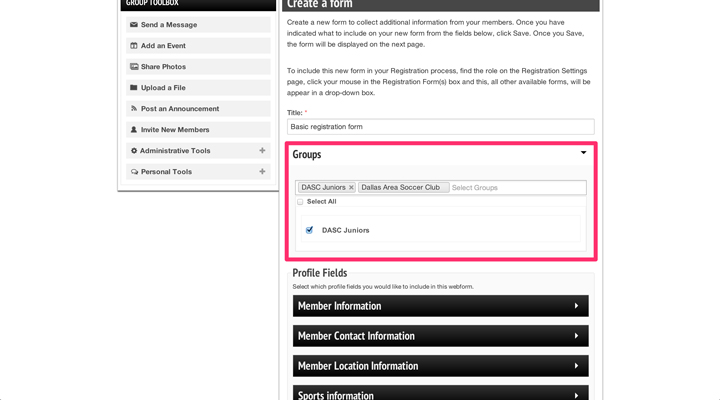 GROUP TOOLBOX
Send a Message
Add an Event
Share Photos
Upload a File
Post an Announcement
Invite New Members
Administrative Tools +
Personal Tools +
Create a form
Create a new form to collect additional information from your members. Once you have
indicated what to include on your new form from the fields below, click Save. Once you Save,
the form will be displayed on the next page.
To include this new form in your Registration process, find the role on the Registration Settings
page, click your mouse in the Registration Form(s) box and this, all other available forms, will be
appear in a drop-down box.
Title: *
Basic registration form
Groups
DASC Juniors × Dallas Area Soccer Club Select Groups
Select All
DASC Juniors
Profile Fields
Select which profile fields you would like to include in this webform.
Member Information
Member Contact Information
Member Location Information
Sports information